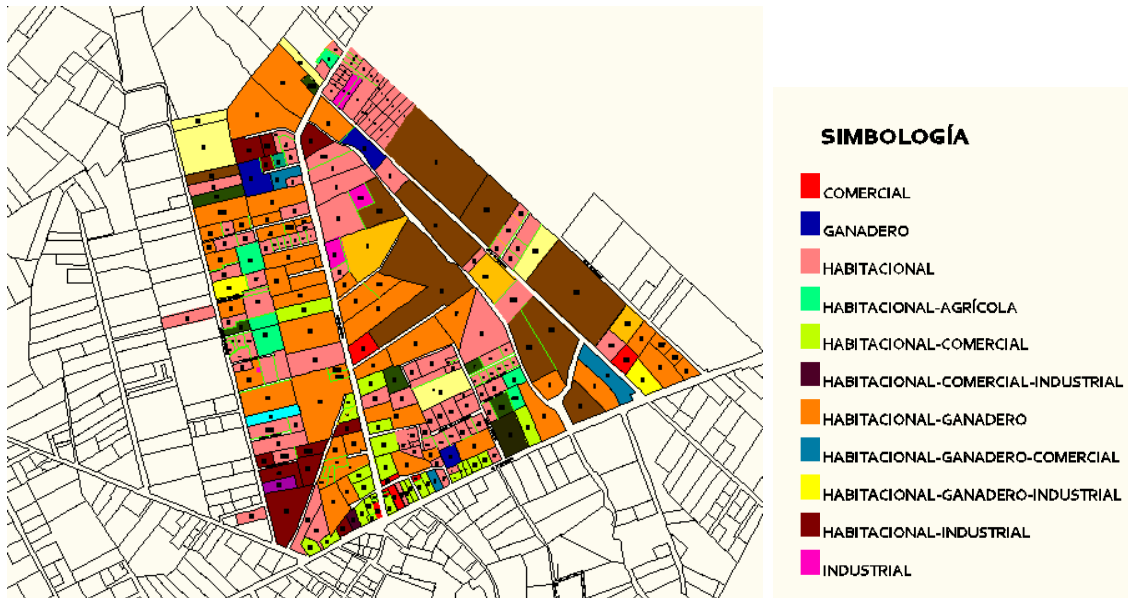 SIMBOLOGÍA
COMERCIAL
GANADERO
HABITACIONAL
HABITACIONAL-AGRÍCOLA
HABITACIONAL-COMERCIAL
HABITACIONAL-COMERCIAL-INDUSTRIAL
HABITACIONAL-GANADERO
HABITACIONAL-GANADERO-COMERCIAL
HABITACIONAL-GANADERO-INDUSTRIAL
HABITACIONAL-INDUSTRIAL
INDUSTRIAL